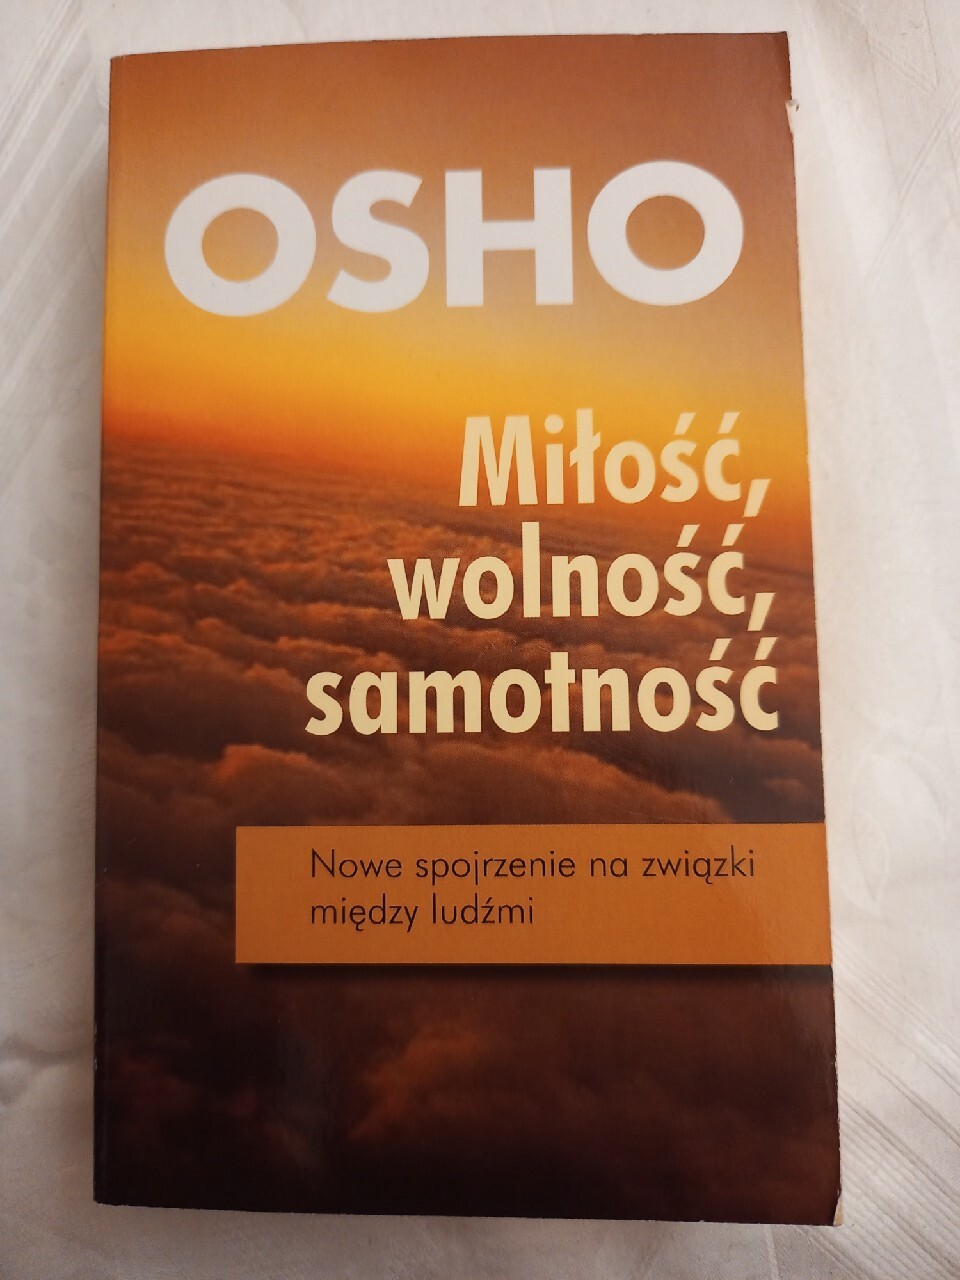 OSHO
Miłość,
wolność,
samotność
Nowe spojrzenie na związki
między ludźmi